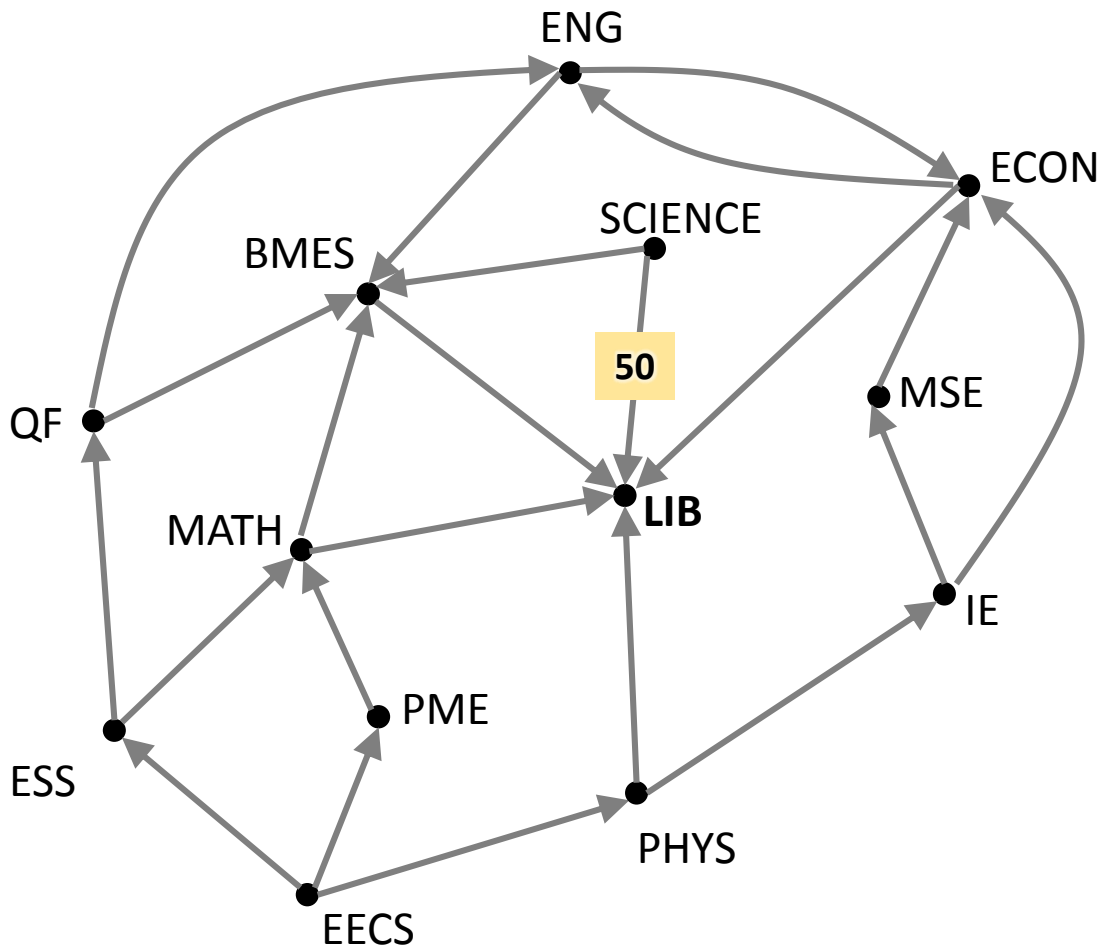 ENG
ECON
SCIENCE
BMES
50
MSE
QF
LIB
MATH
IE
PME
ESS
PHYS
EECS